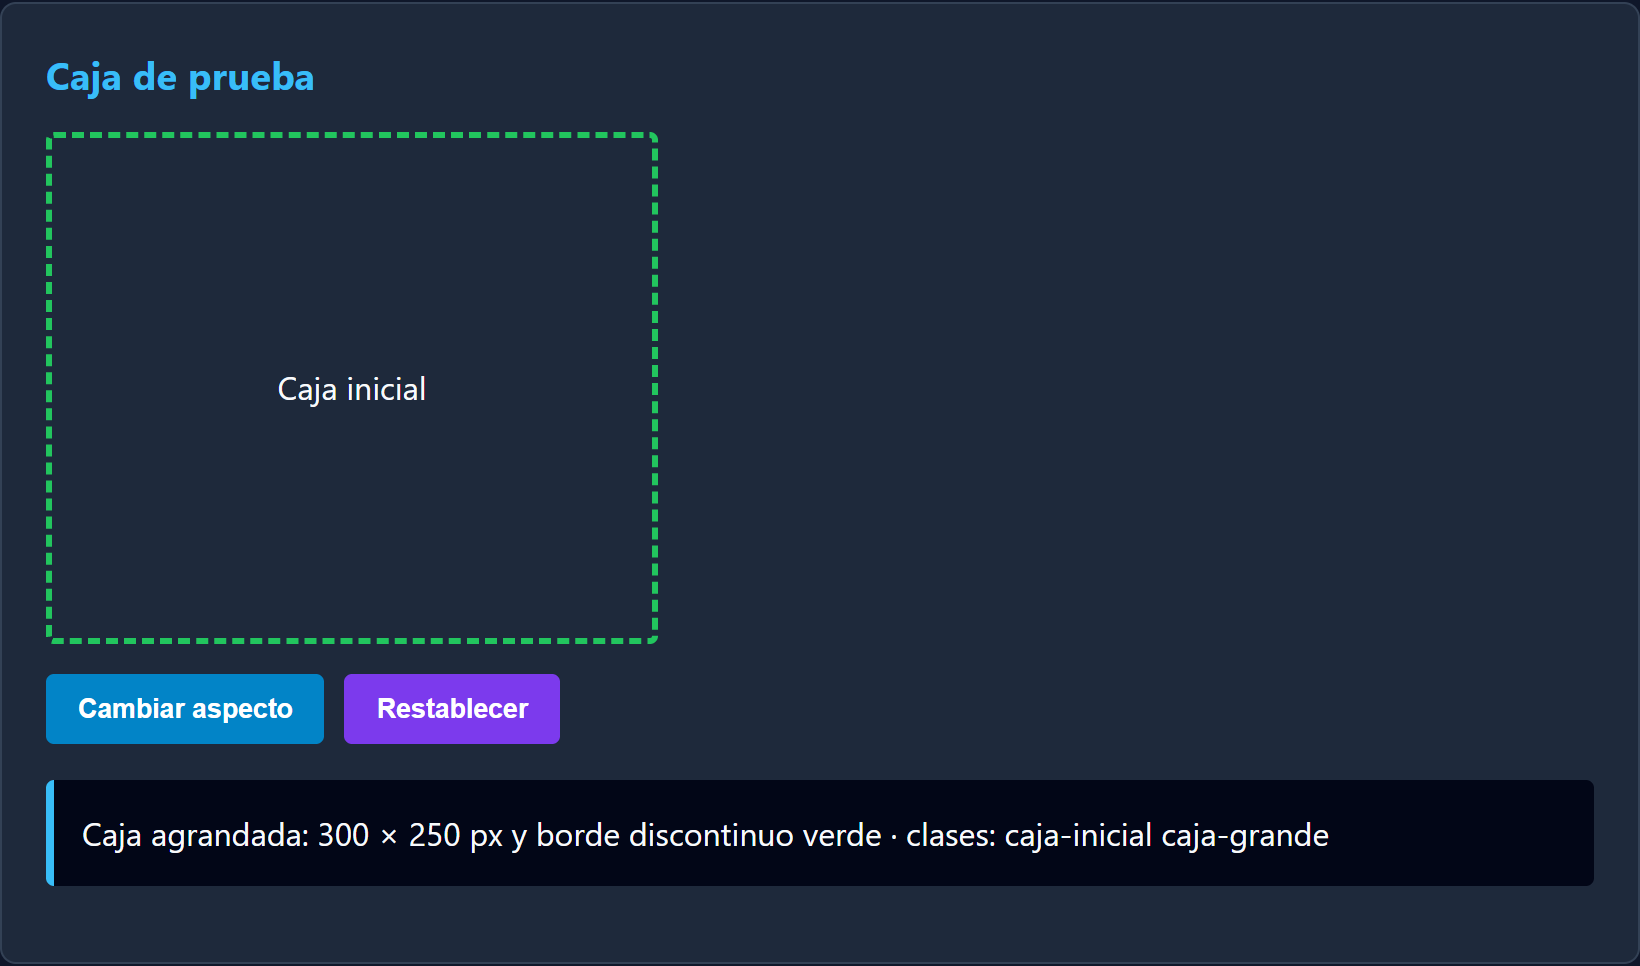 Caja de prueba
Caja inicial
Cambiar aspecto
Restablecer
Caja agrandada: 300 × 250 px y borde discontinuo verde · clases: caja-inicial caja-grande